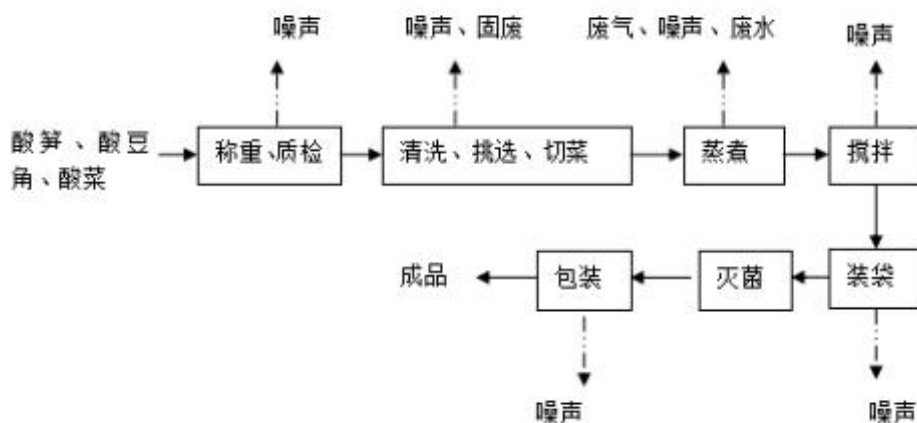 噪声
噪声、固废
废气、噪声、废水
噪声
酸笋、酸豆
角、酸菜
称重、质检
清洗、挑选、切菜
蒸煮
搅拌
成品
包装
灭菌
装袋
噪声
噪声